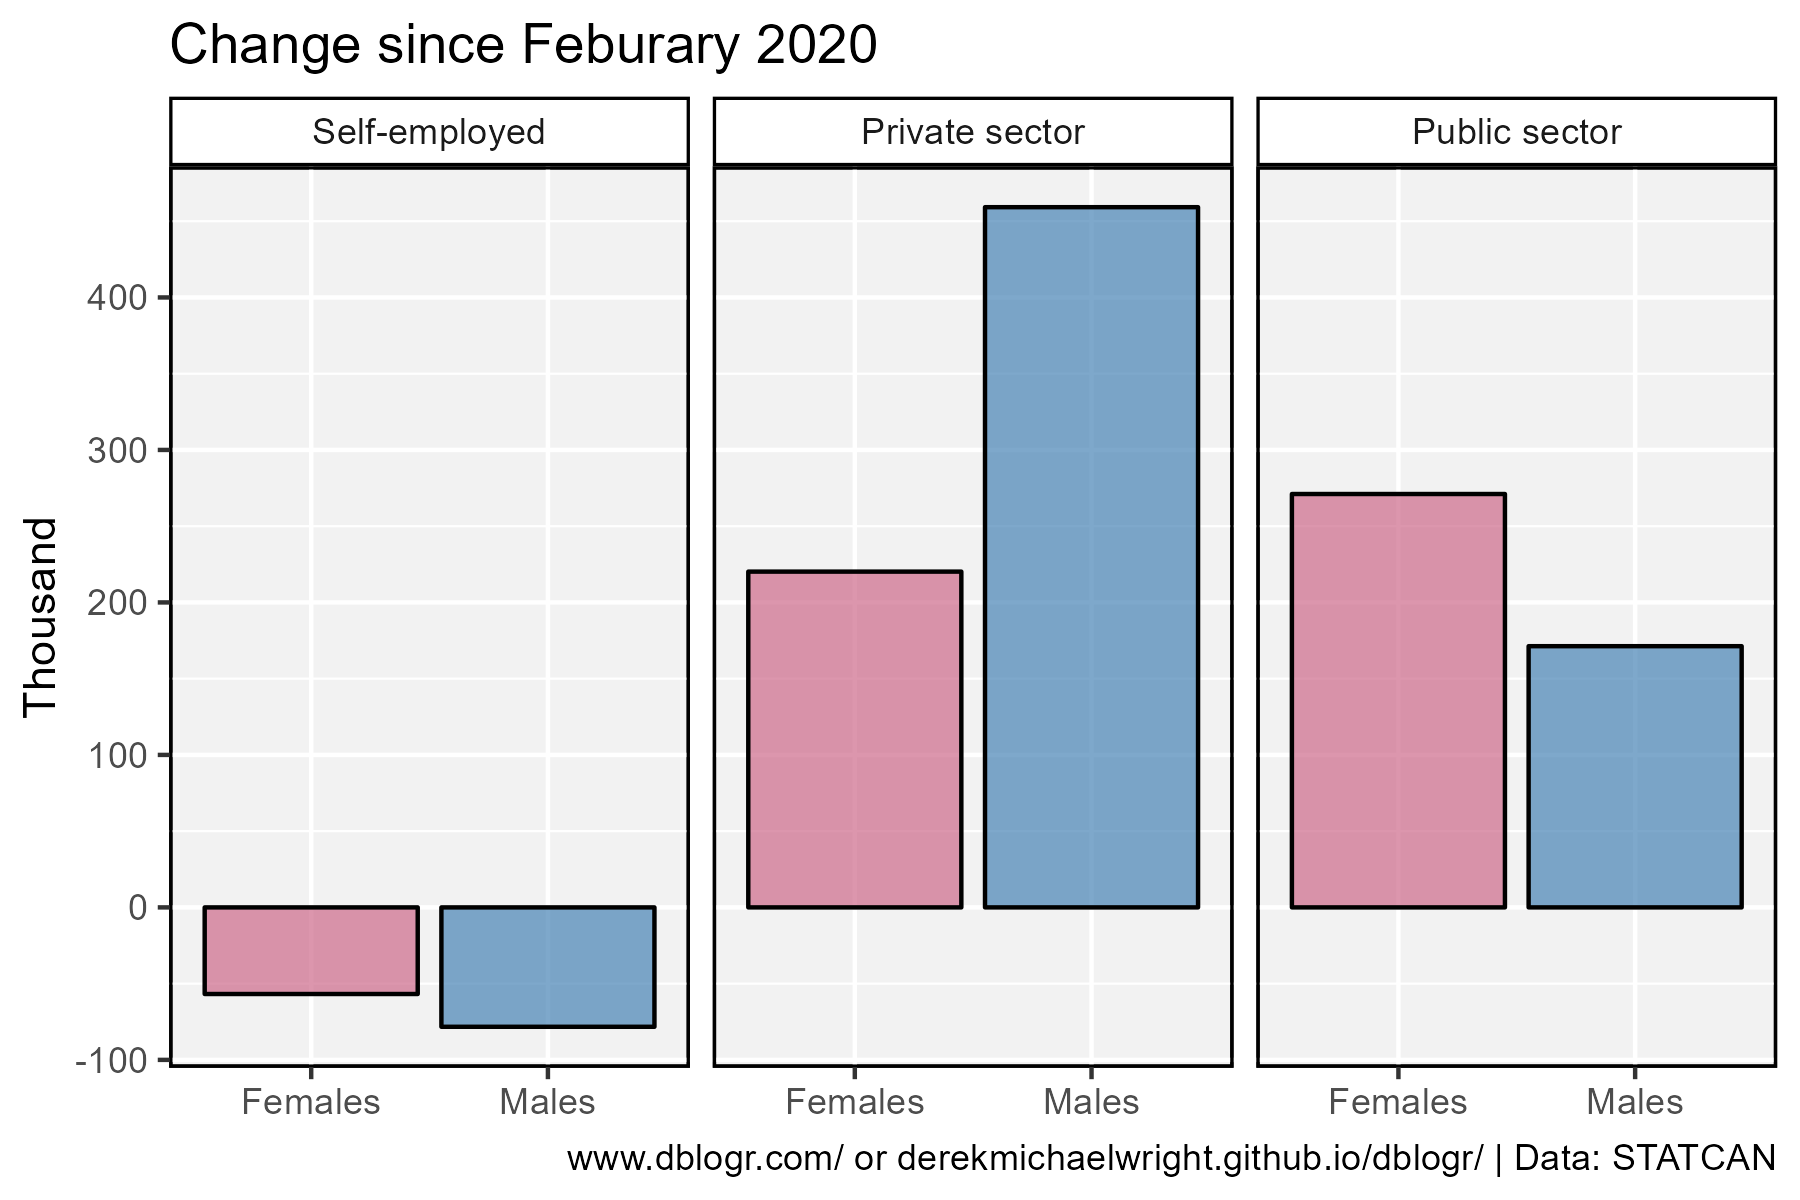 Change since Feburary 2020
Self-employed
Private sector
Public sector
Thousand
400
300
200
100
0
-100
Females
Males
Females
Males
Females
Males
www.dblogr.com/ or derekmichaelwright.github.io/dblogr/ | Data: STATCAN